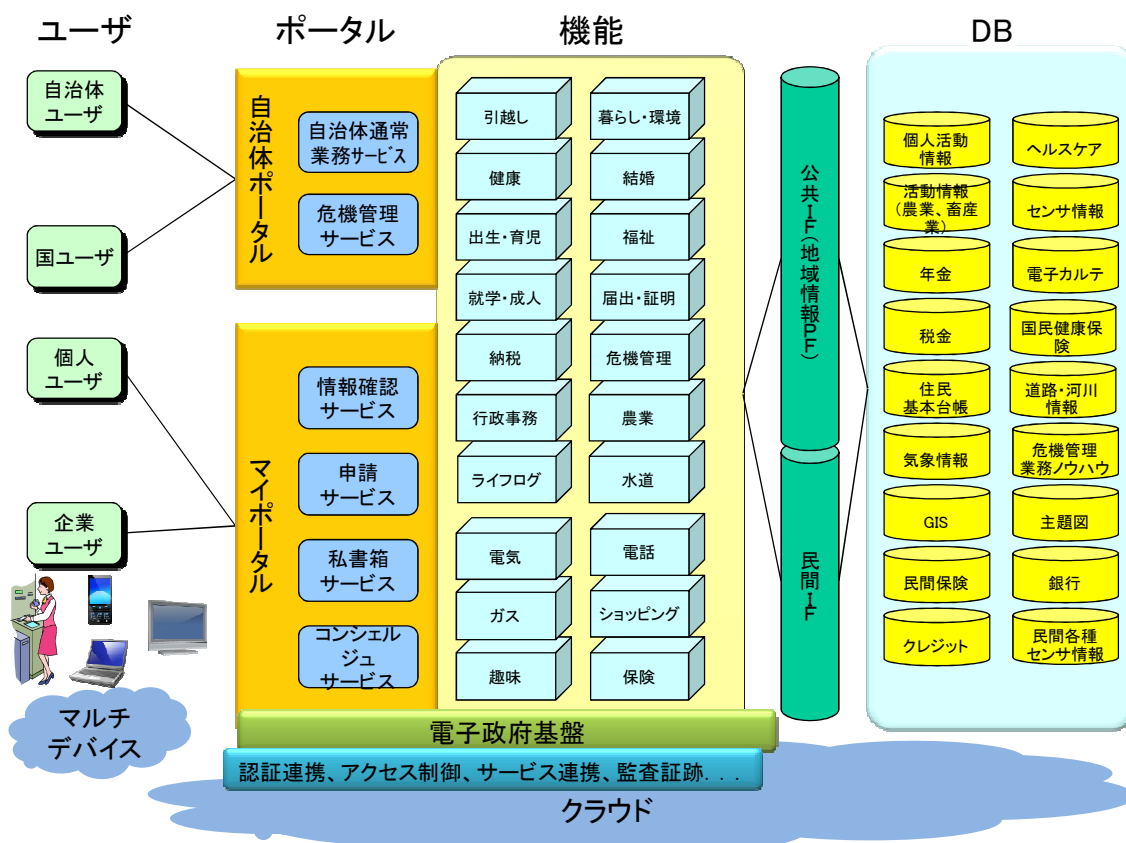 ユーザ
ポータル
機能
DB
自治体
ユーザ
国ユーザ
個人
ユーザ
企業
ユーザ
マルチ
デバイス
自治体ポータル
自治体通常
業務サービス
危機管理
サービス
マイポータル
情報確認
サービス
申請
サービス
私書箱
サービス
コンシェル
ジュ
サービス
引越し
暮らし・環境
健康
結婚
出生・育児
福祉
就学・成人
届出・証明
納税
危機管理
行政事務
農業
ライフログ
水道
電気
電話
ガス
ショッピング
趣味
保険
公共IF(地域情報PF)
民間IF
個人活動
情報
ヘルスケア
活動情報
(農業、畜産
業)
センサ情報
年金
電子カルテ
税金
国民健康保
険
住民
基本台帳
道路・河川
情報
気象情報
危機管理
業務ノウハウ
GIS
主題図
民間保険
銀行
クレジット
民間各種
センサ情報
電子政府基盤
認証連携、アクセス制御、サービス連携、監査証跡...
クラウド